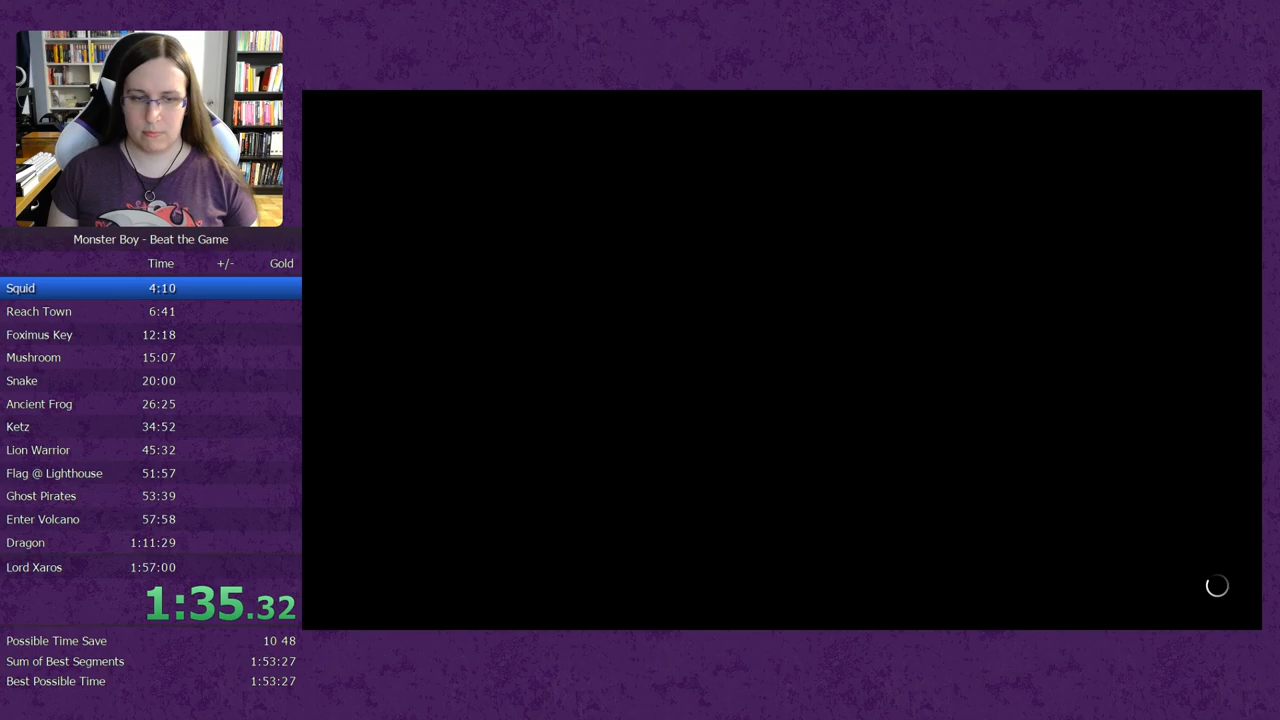 Monster Boy - Beat the Game
Time +/- Gold
Squid 4:10
Reach Town 6:41
Foximus Key 12:18
Mushroom 15:07
Snake 20:00
Ancient Frog 26:25
Ketz 34:52
Lion Warrior 45:32
Flag @ Lighthouse 51:57
Ghost Pirates 53:39
Enter Volcano 57:58
Dragon 1:11:29
Lord Xaros 1:57:00
1:35.32
Possible Time Save 10 48
Sum of Best Segments 1:53:27
Best Possible Time 1:53:27